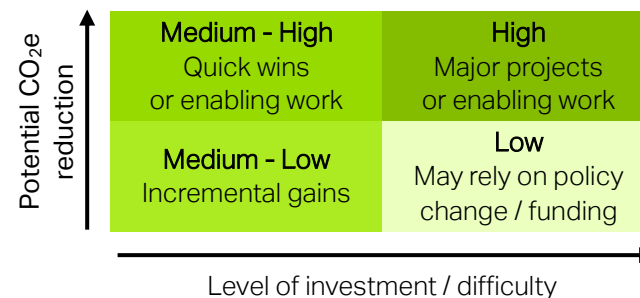 Potential CO₂e
reduction
Medium - High
Quick wins
or enabling work
High
Major projects
or enabling work
Medium - Low
Incremental gains
Low
May rely on policy
change / funding
Level of investment / difficulty